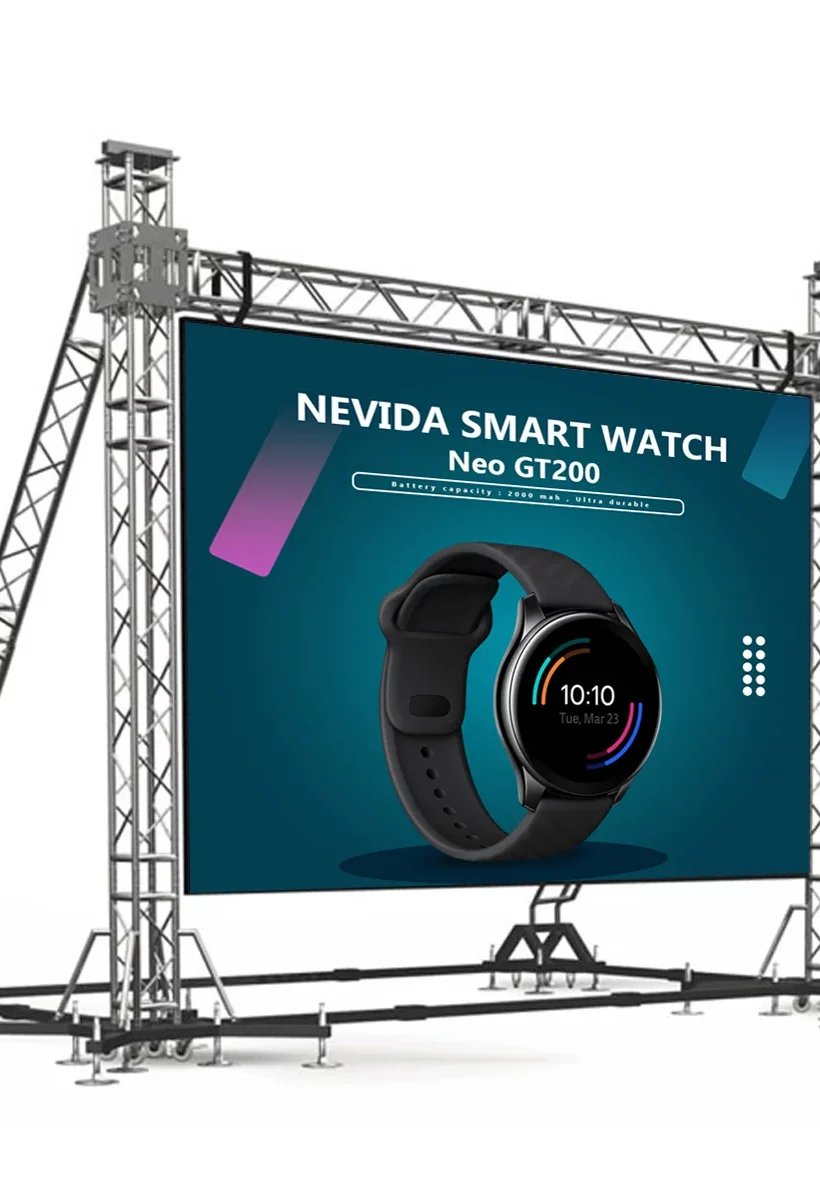 NEVIDA SMART WATCH
Neo GT200
Battery capacity : 2000 mah . Ultra durable
10:10
Tue, Mar 23